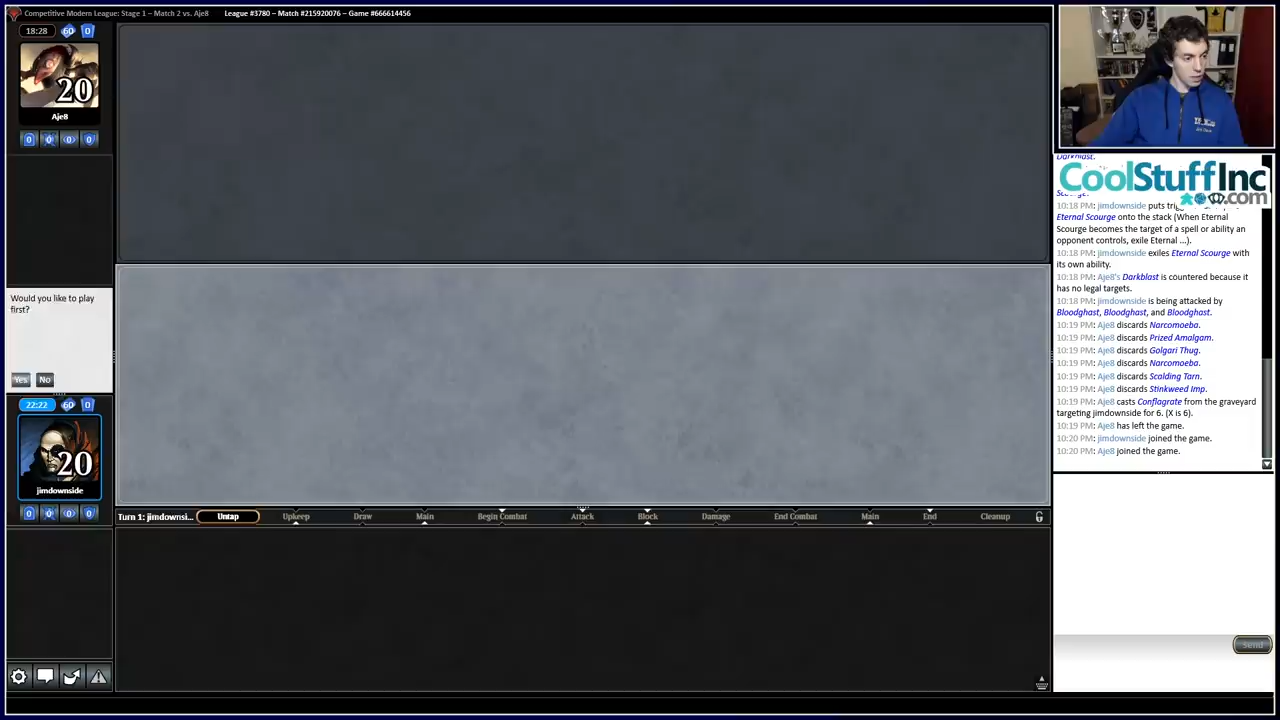 Competitive Modern League: Stage 1 – Match 2 vs. Aje8 League #3780 – Match #215920076 – Game #666614456
18:28 60 0
20
Aje8
0 0 0 0
Would you like to play
first?
Yes No
22:22 60 0
20
jimdownside
0 0 0 0
Turn 1: jimdownsi... Untap Upkeep Draw Main Begin Combat Attack Block Damage End Combat Main End Cleanup
Darkblast.
CoolStuffInc
.com
10:18 PM: jimdownside puts
Eternal Scourge onto the stack (When Eternal
Scourge becomes the target of a spell or ability an
opponent controls, exile Eternal ...).
10:18 PM: jimdownside exiles Eternal Scourge with
its own ability.
10:18 PM: Aje8's Darkblast is countered because it
has no legal targets.
10:18 PM: jimdownside is being attacked by
Bloodghast, Bloodghast, and Bloodghast.
10:19 PM: Aje8 discards Narcomoeba.
10:19 PM: Aje8 discards Prized Amalgam.
10:19 PM: Aje8 discards Golgari Thug.
10:19 PM: Aje8 discards Narcomoeba.
10:19 PM: Aje8 discards Scalding Tarn.
10:19 PM: Aje8 discards Stinkweed Imp.
10:19 PM: Aje8 casts Conflagrate from the graveyard
targeting jimdownside for 6. (X is 6).
10:19 PM: Aje8 has left the game.
10:20 PM: jimdownside joined the game.
10:20 PM: Aje8 joined the game.
Send